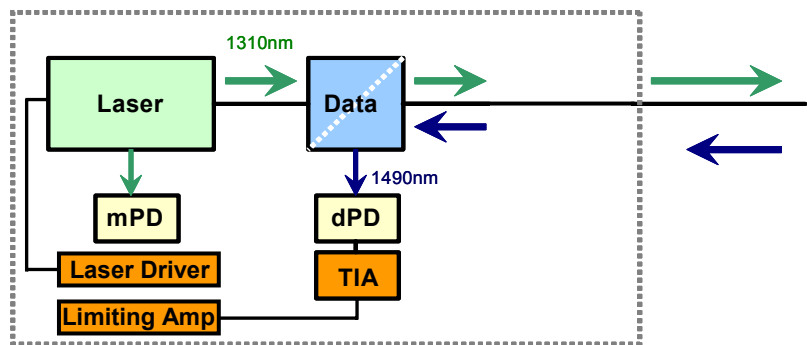 1310nm
Laser
Data
1490nm
mPD
dPD
Laser Driver
TIA
Limiting Amp